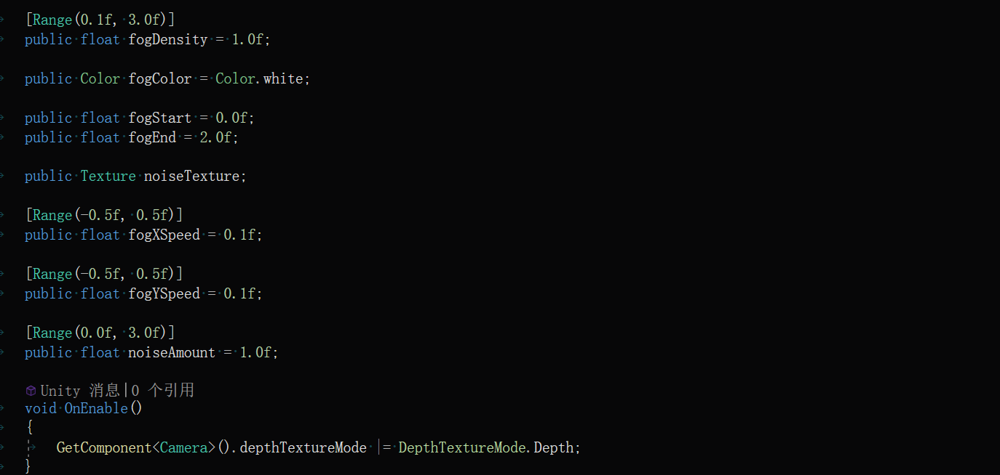 [Range(0.1f, 3.0f)]
public float fogDensity = 1.0f;
public Color fogColor = Color.white;
public float fogStart = 0.0f;
public float fogEnd = 2.0f;
public Texture noiseTexture;
[Range(-0.5f, 0.5f)]
public float fogXSpeed = 0.1f;
[Range(-0.5f, 0.5f)]
public float fogYSpeed = 0.1f;
[Range(0.0f, 3.0f)]
public float noiseAmount = 1.0f;
Unity 消息|0 个引用
void OnEnable()
{
GetComponent<Camera>().depthTextureMode |= DepthTextureMode.Depth;
}